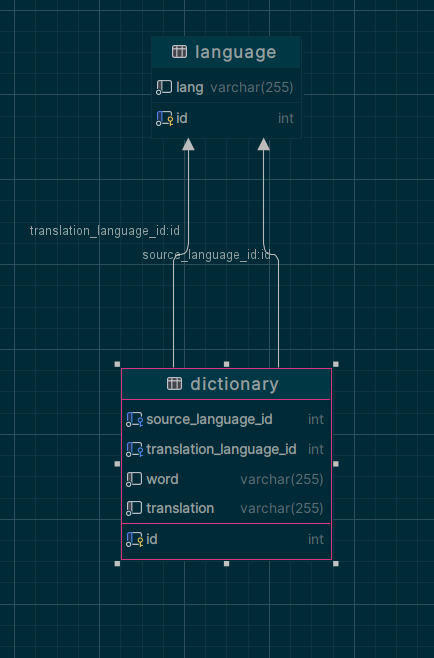 language
lang varchar(255)
id int
translation_language_id:id
source_language_id:id
dictionary
source_language_id int
translation_language_id int
word varchar(255)
translation varchar(255)
id int